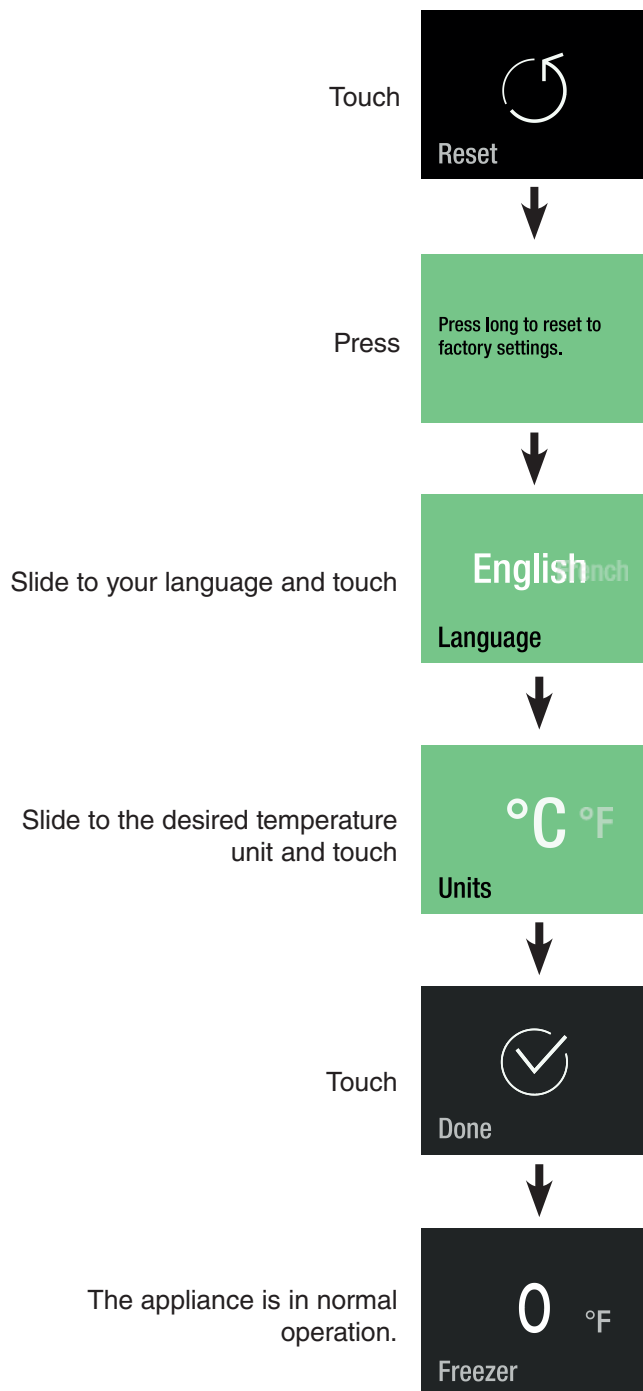 Touch
Reset
Press
Press long to reset to
factory settings.
Slide to your language and touch
English French
Language
Slide to the desired temperature
unit and touch
°C °F
Units
Touch
Done
The appliance is in normal
operation.
0 °F
Freezer